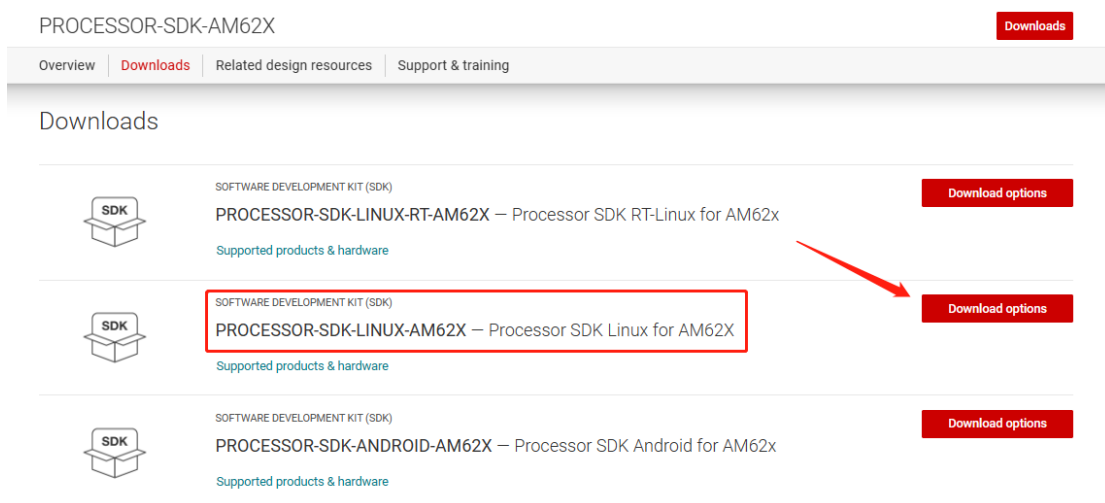 PROCESSOR-SDK-AM62X
Downloads
Overview Downloads Related design resources Support & training
Downloads
SDK
SOFTWARE DEVELOPMENT KIT (SDK)
PROCESSOR-SDK-LINUX-RT-AM62X — Processor SDK RT-Linux for AM62x
Supported products & hardware
Download options
SDK
SOFTWARE DEVELOPMENT KIT (SDK)
PROCESSOR-SDK-LINUX-AM62X — Processor SDK Linux for AM62X
Supported products & hardware
Download options
SDK
SOFTWARE DEVELOPMENT KIT (SDK)
PROCESSOR-SDK-ANDROID-AM62X — Processor SDK Android for AM62x
Supported products & hardware
Download options